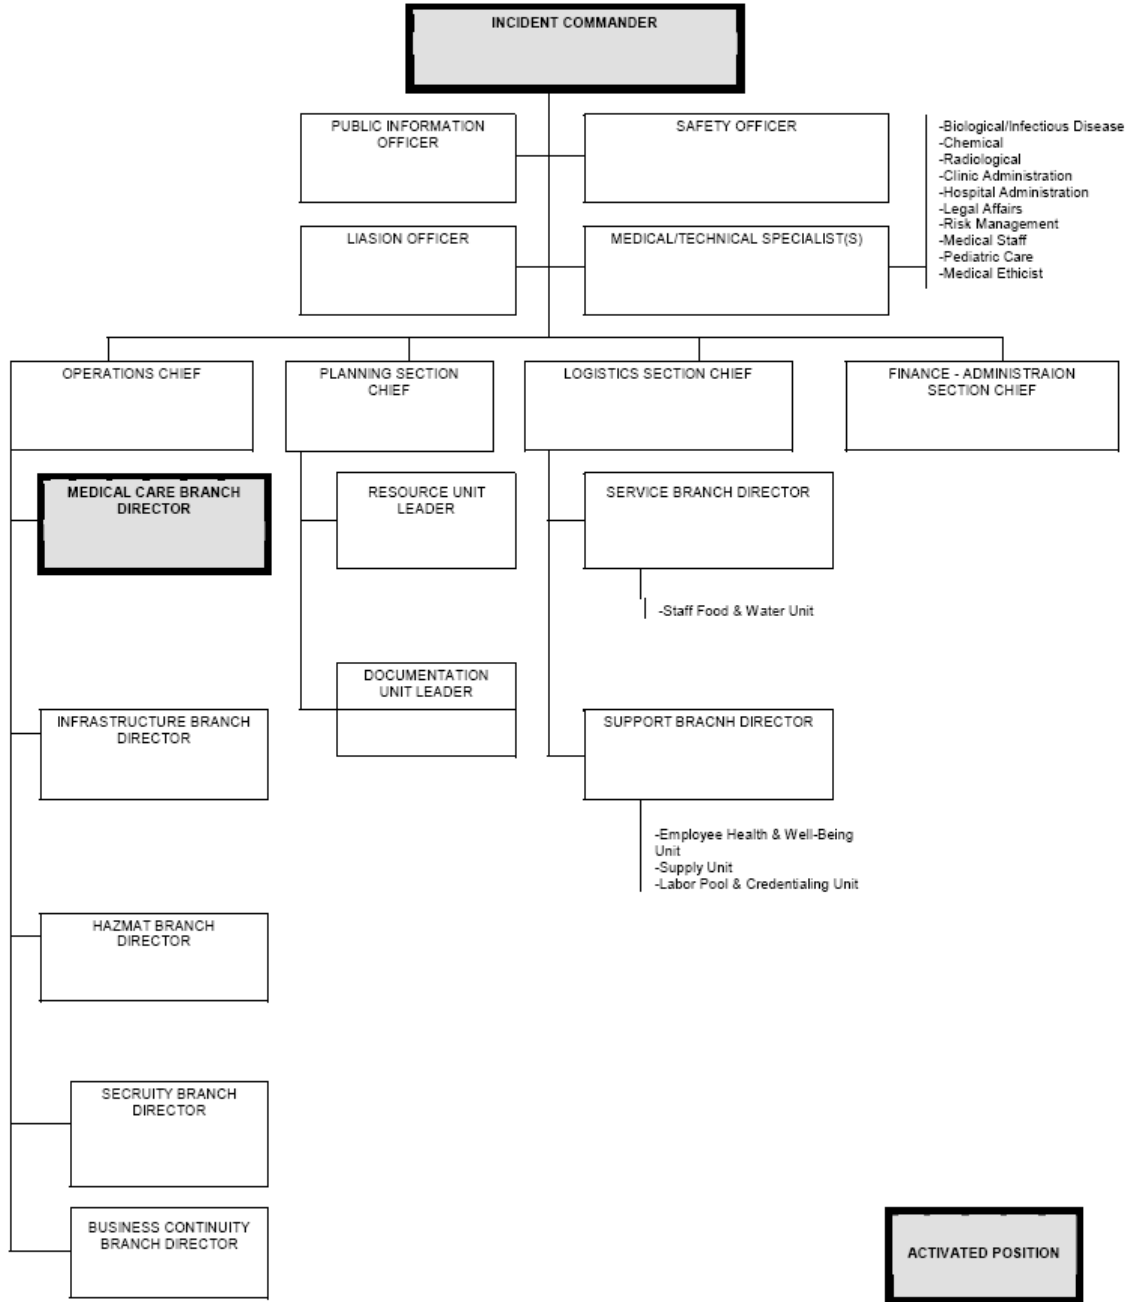 INCIDENT COMMANDER
PUBLIC INFORMATION
OFFICER
SAFETY OFFICER
-Biological/Infectious Disease
-Chemical
-Radiological
-Clinic Administration
-Hospital Administration
-Legal Affairs
-Risk Management
-Medical Staff
-Pediatric Care
-Medical Ethicist
LIASION OFFICER
MEDICAL/TECHNICAL SPECIALIST(S)
OPERATIONS CHIEF
PLANNING SECTION
CHIEF
LOGISTICS SECTION CHIEF
FINANCE - ADMINISTRAION
SECTION CHIEF
MEDICAL CARE BRANCH
DIRECTOR
RESOURCE UNIT
LEADER
SERVICE BRANCH DIRECTOR
-Staff Food & Water Unit
DOCUMENTATION
UNIT LEADER
INFRASTRUCTURE BRANCH
DIRECTOR
SUPPORT BRACNH DIRECTOR
-Employee Health & Well-Being
Unit
-Supply Unit
-Labor Pool & Credentialing Unit
HAZMAT BRANCH
DIRECTOR
SECRUITY BRANCH
DIRECTOR
BUSINESS CONTINUITY
BRANCH DIRECTOR
ACTIVATED POSITION